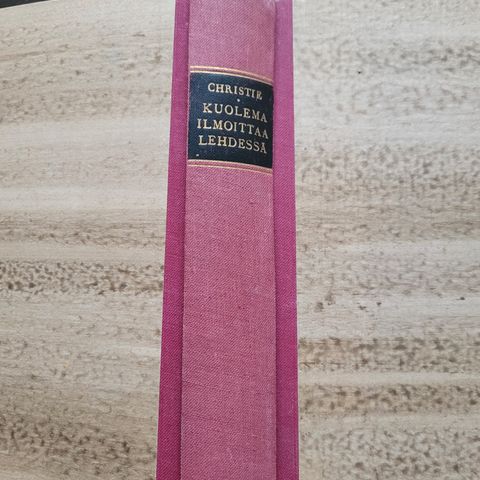 CHRISTIE
KUOLEMA
ILMOITTAA
LEHDESSÄ